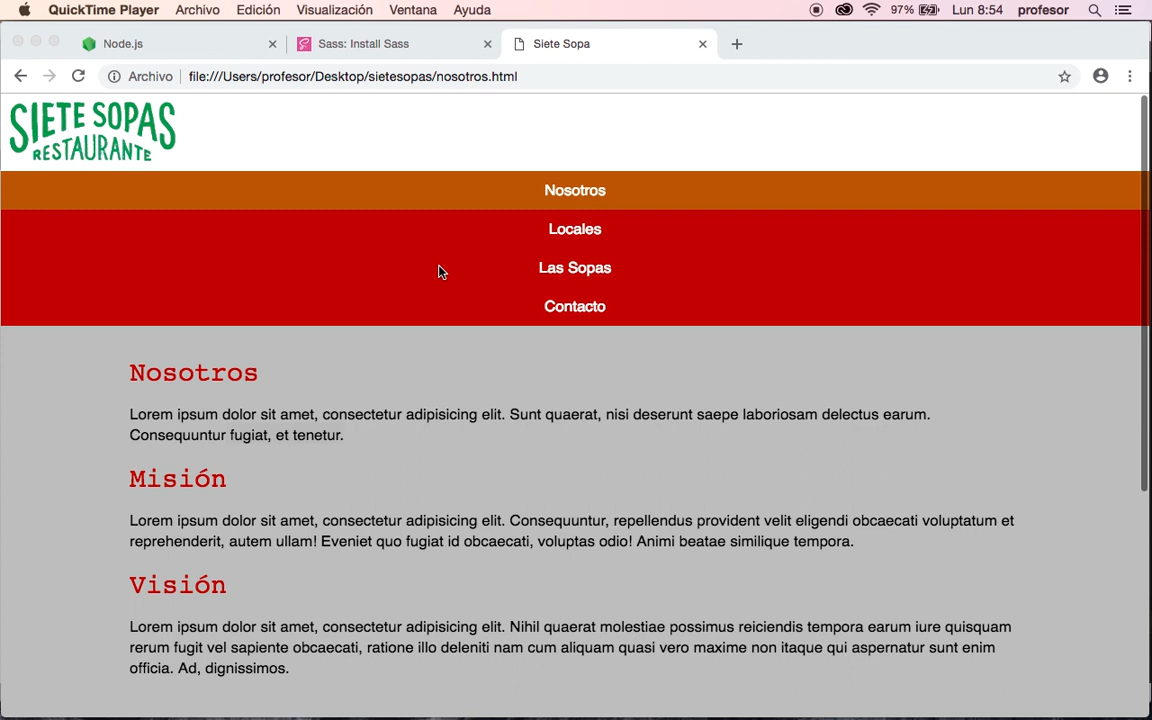 QuickTime Player Archivo Edición Visualización Ventana Ayuda 97% Lun 8:54 profesor
Node.js Sass: Install Sass Siete Sopa
Archivo file:///Users/profesor/Desktop/sietesopas/nosotros.html
SIETE SOPAS
RESTAURANTE
Nosotros
Locales
Las Sopas
Contacto
Nosotros
Lorem ipsum dolor sit amet, consectetur adipisicing elit. Sunt quaerat, nisi deserunt saepe laboriosam delectus earum.
Consequuntur fugiat, et tenetur.
Misión
Lorem ipsum dolor sit amet, consectetur adipisicing elit. Consequuntur, repellendus provident velit eligendi obcaecati voluptatum et
reprehenderit, autem ullam! Eveniet quo fugiat id obcaecati, voluptas odio! Animi beatae similique tempora.
Visión
Lorem ipsum dolor sit amet, consectetur adipisicing elit. Nihil quaerat molestiae possimus reiciendis tempora earum iure quisquam
rerum fugit vel sapiente obcaecati, ratione illo deleniti nam cum aliquam quasi vero maxime non itaque qui aspernatur sunt enim
officia. Ad, dignissimos.